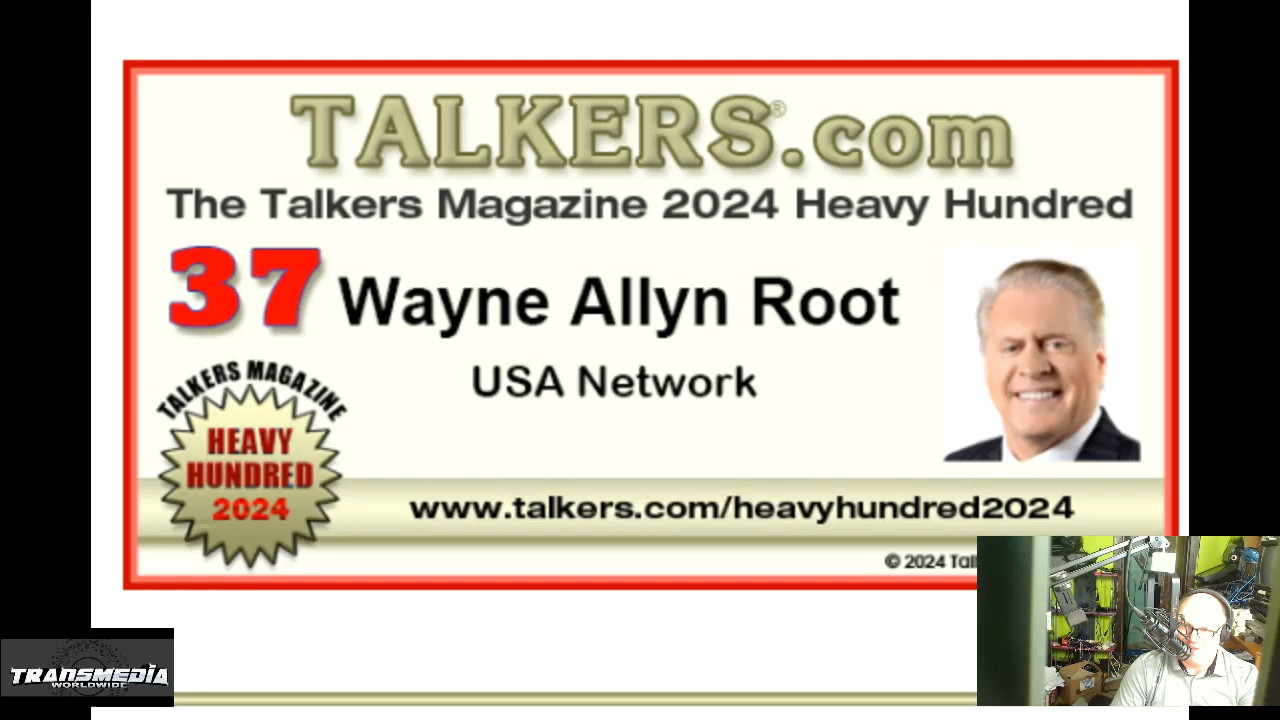 TALKERS®.com
The Talkers Magazine 2024 Heavy Hundred
37 Wayne Allyn Root
USA Network
TALKERS MAGAZINE
HEAVY
HUNDRED
2024
www.talkers.com/heavyhundred2024
© 2024
TRANSMEDIA
WORLDWIDE